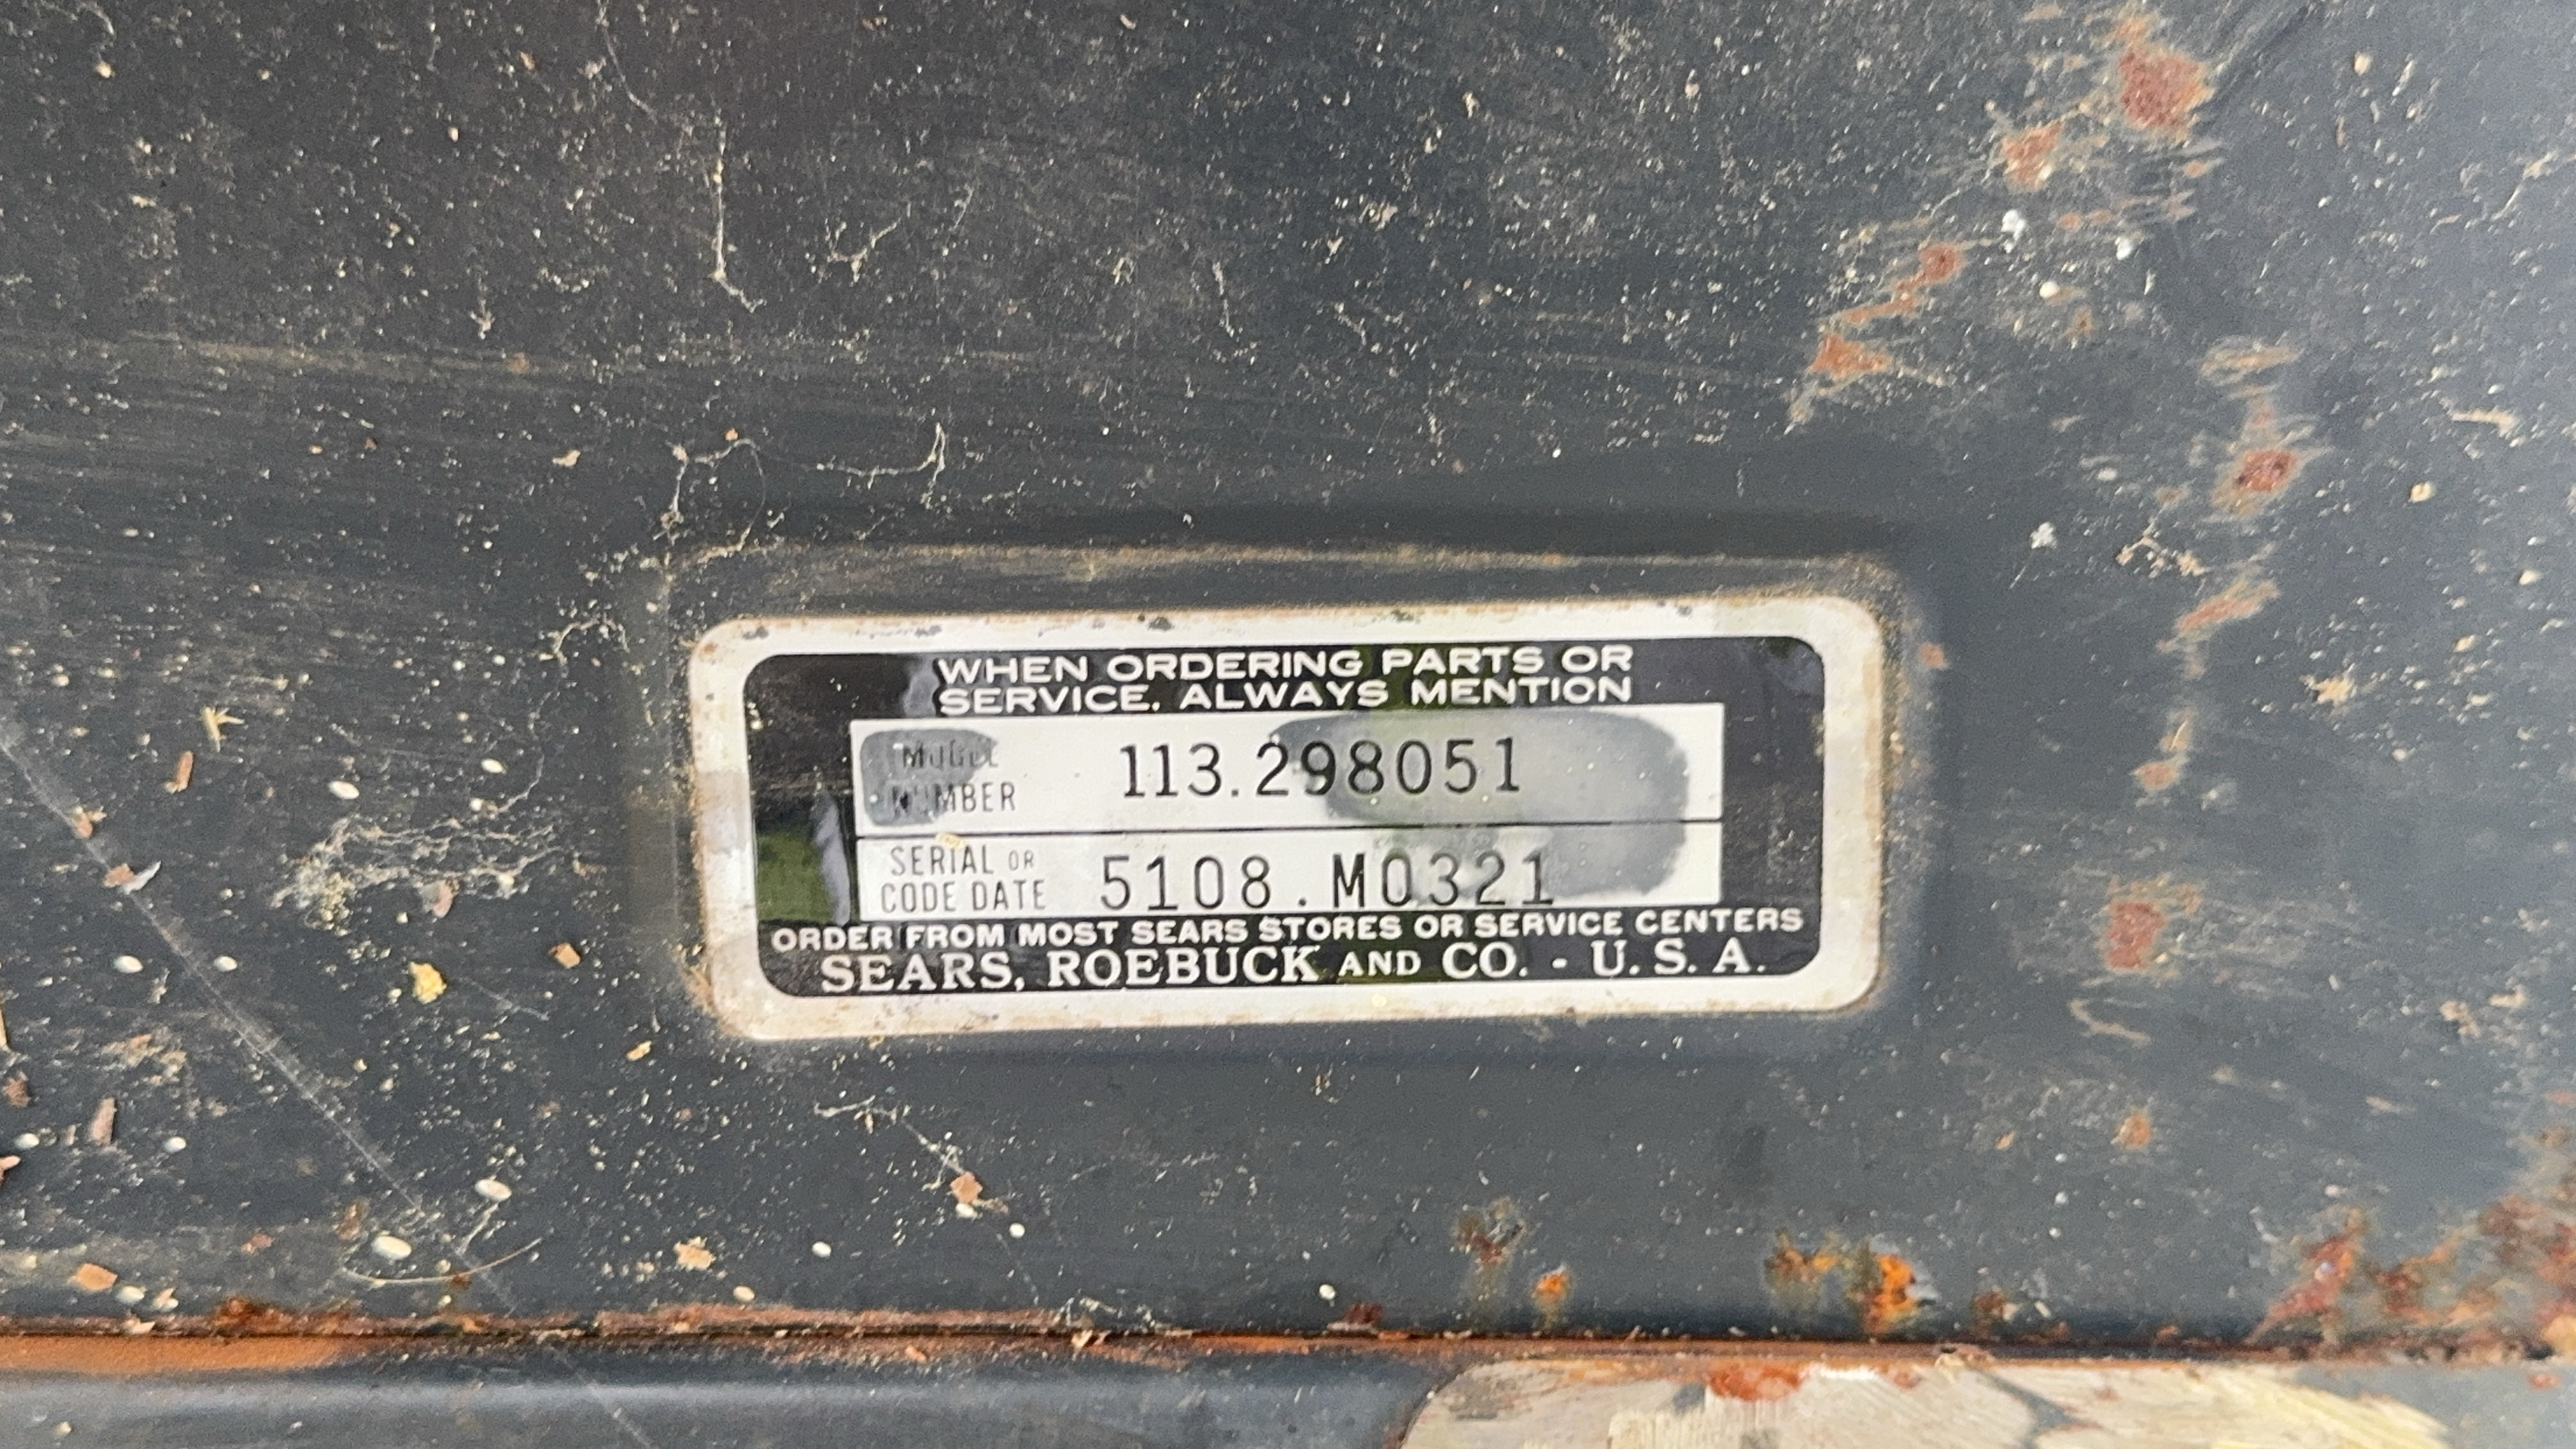 WHEN ORDERING PARTS OR
SERVICE, ALWAYS MENTION
MODEL
NUMBER 113.298051
SERIAL OR
CODE DATE 5108.M0321
ORDER FROM MOST SEARS STORES OR SERVICE CENTERS
SEARS, ROEBUCK AND CO. - U.S.A.